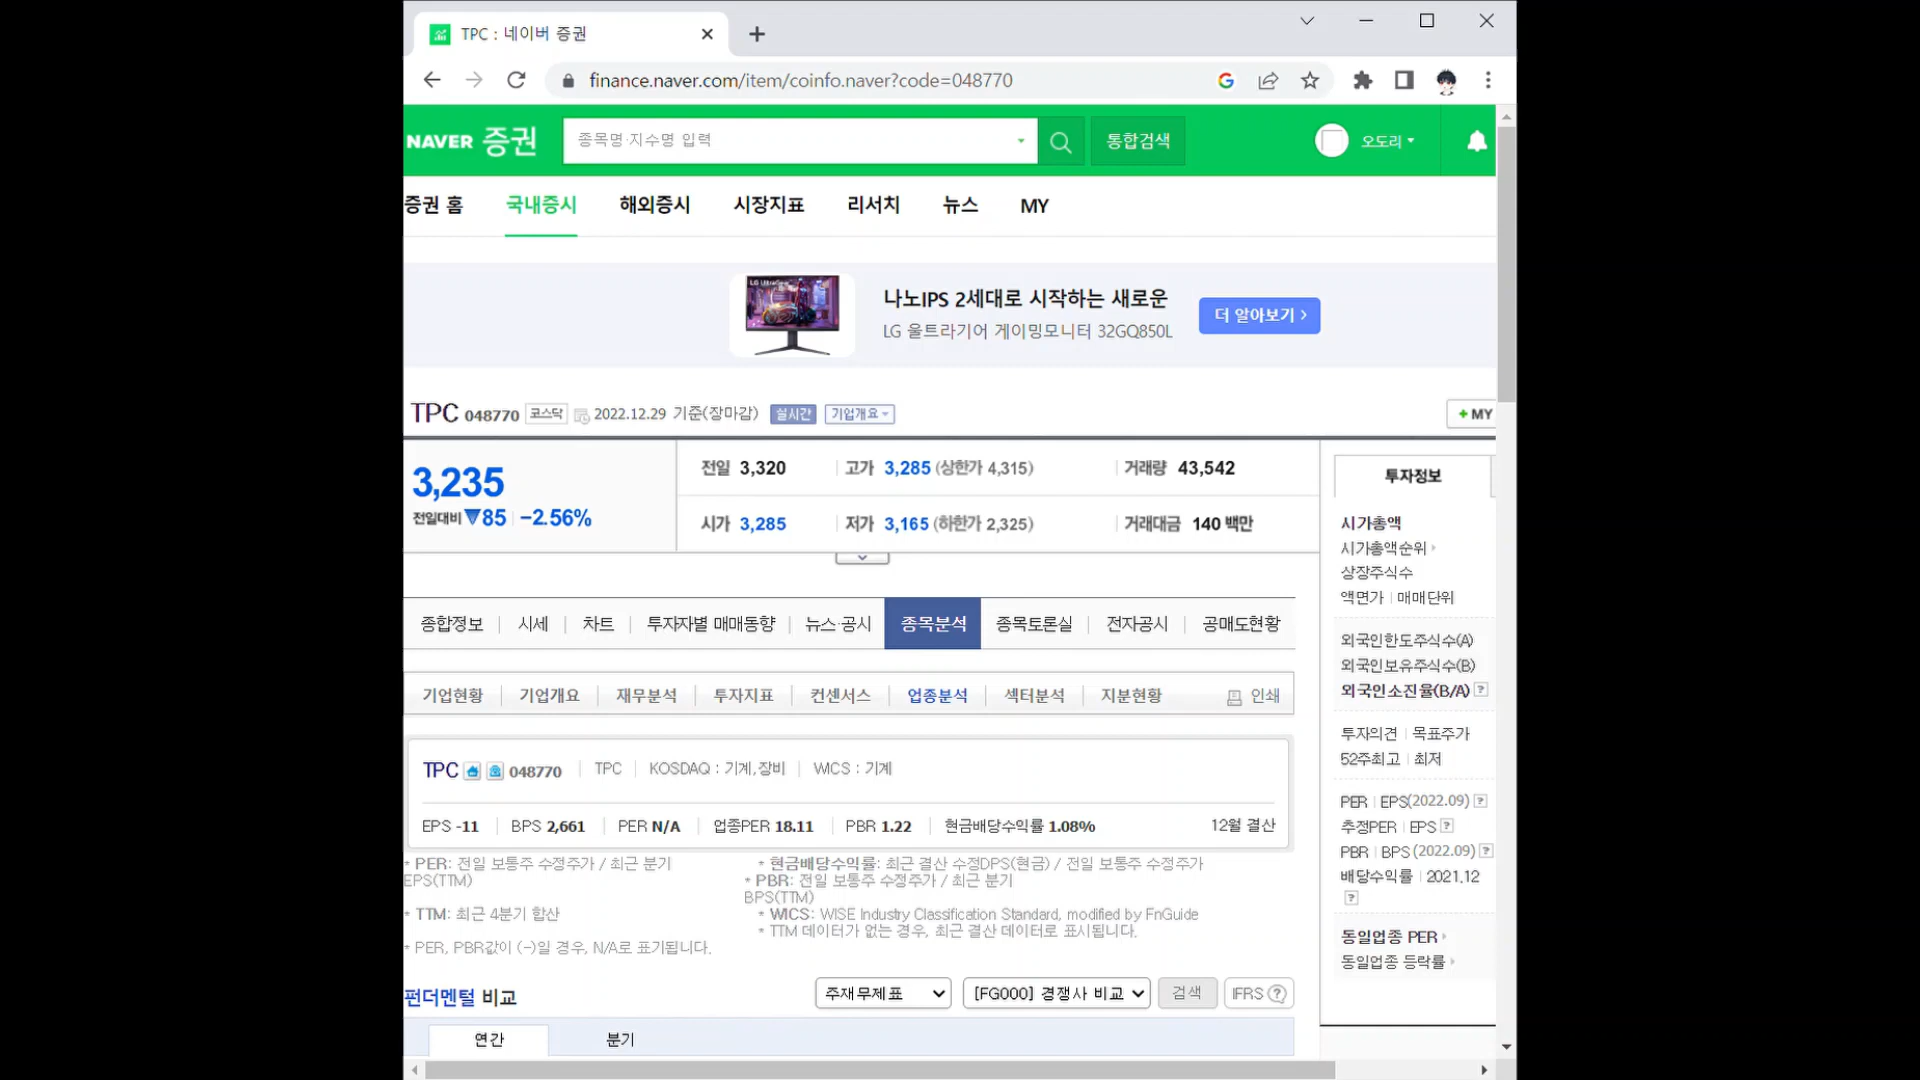 TPC : 네이버 증권
finance.naver.com/item/coinfo.naver?code=048770
NAVER 증권
종목명·지수명 입력
통합검색
오도리
증권 홈 국내증시 해외증시 시장지표 리서치 뉴스 MY
LG UltraGear
나노IPS 2세대로 시작하는 새로운
LG 울트라기어 게이밍모니터 32GQ850L
더 알아보기 >
TPC 048770 코스닥 2022.12.29 기준(장마감) 실시간 기업개요
+ MY
3,235
전일대비 ▼85 | -2.56%
전일 3,320 | 고가 3,285 (상한가 4,315) | 거래량 43,542
시가 3,285 | 저가 3,165 (하한가 2,325) | 거래대금 140 백만
종합정보 | 시세 | 차트 | 투자자별 매매동향 | 뉴스·공시 종목분석 종목토론실 | 전자공시 | 공매도현황
기업현황 | 기업개요 | 재무분석 | 투자지표 | 컨센서스 | 업종분석 | 섹터분석 | 지분현황 인쇄
TPC 048770 | TPC | KOSDAQ : 기계,장비 | WICS : 기계
EPS -11 | BPS 2,661 | PER N/A | 업종PER 18.11 | PBR 1.22 | 현금배당수익률 1.08% 12월 결산
* PER: 전일 보통주 수정주가 / 최근 분기
EPS(TTM)
* TTM: 최근 4분기 합산
* PER, PBR값이 (-)일 경우, N/A로 표기됩니다.
* 현금배당수익률: 최근 결산 수정DPS(현금) / 전일 보통주 수정주가
* PBR: 전일 보통주 수정주가 / 최근 분기
BPS(TTM)
* WICS: WISE Industry Classification Standard, modified by FnGuide
* TTM 데이터가 없는 경우, 최근 결산 데이터로 표시됩니다.
펀더멘털 비교
주재무제표 [FG000] 경쟁사 비교 검색 IFRS ?
연간 분기
투자정보
시가총액
시가총액순위
상장주식수
액면가 | 매매단위
외국인한도주식수(A)
외국인보유주식수(B)
외국인소진율(B/A) ?
투자의견 | 목표주가
52주최고 | 최저
PER | EPS(2022.09) ?
추정PER | EPS ?
PBR | BPS (2022.09) ?
배당수익률 | 2021.12
?
동일업종 PER
동일업종 등락률